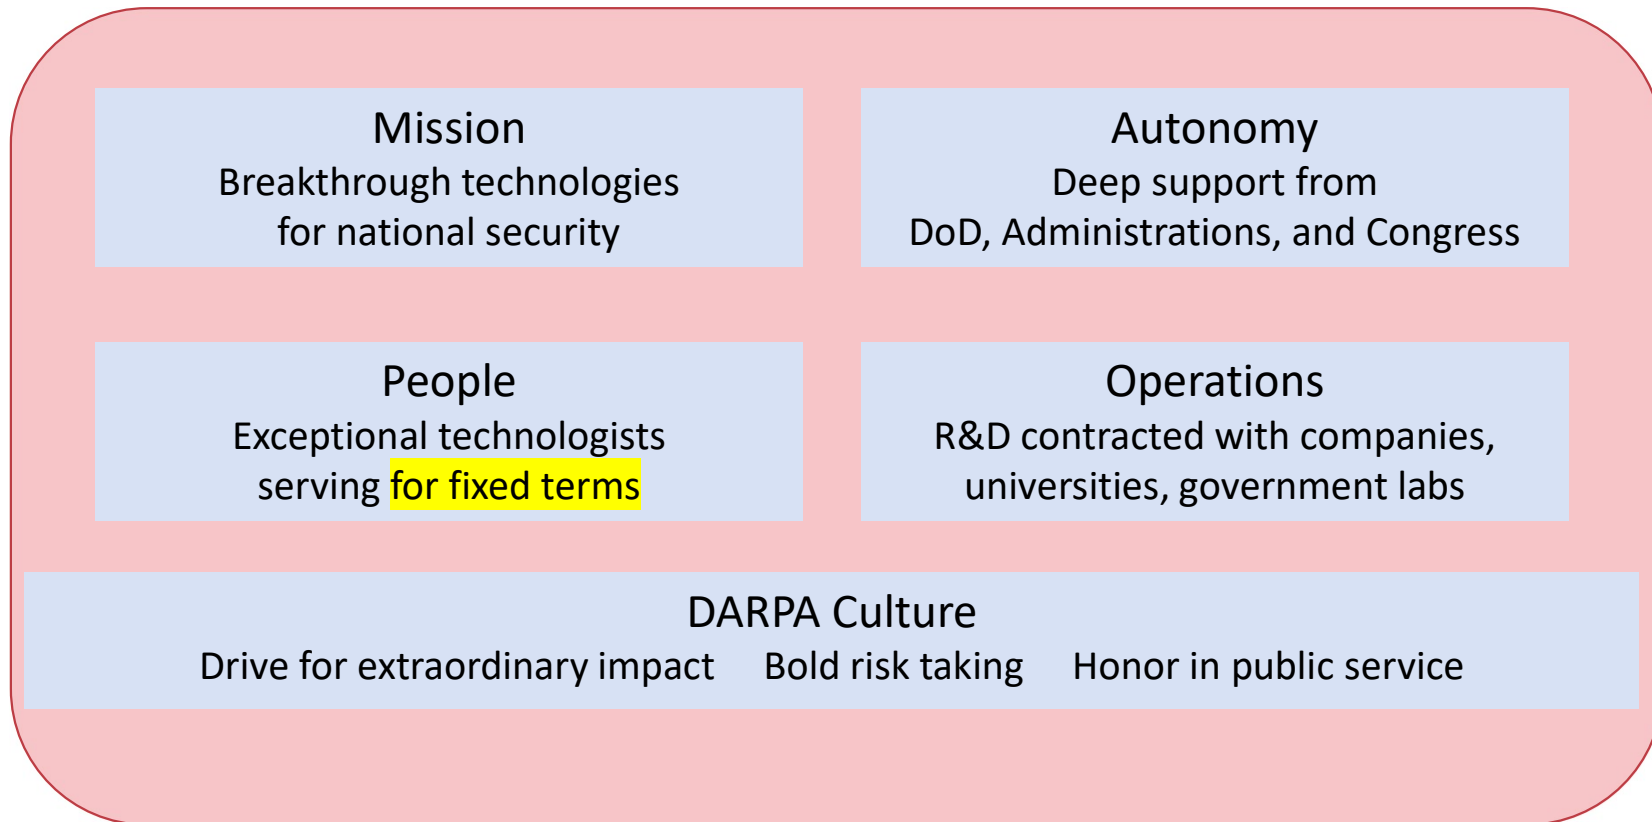 Mission
Breakthrough technologies
for national security
Autonomy
Deep support from
DoD, Administrations, and Congress
People
Exceptional technologists
serving for fixed terms
Operations
R&D contracted with companies,
universities, government labs
DARPA Culture
Drive for extraordinary impact Bold risk taking Honor in public service